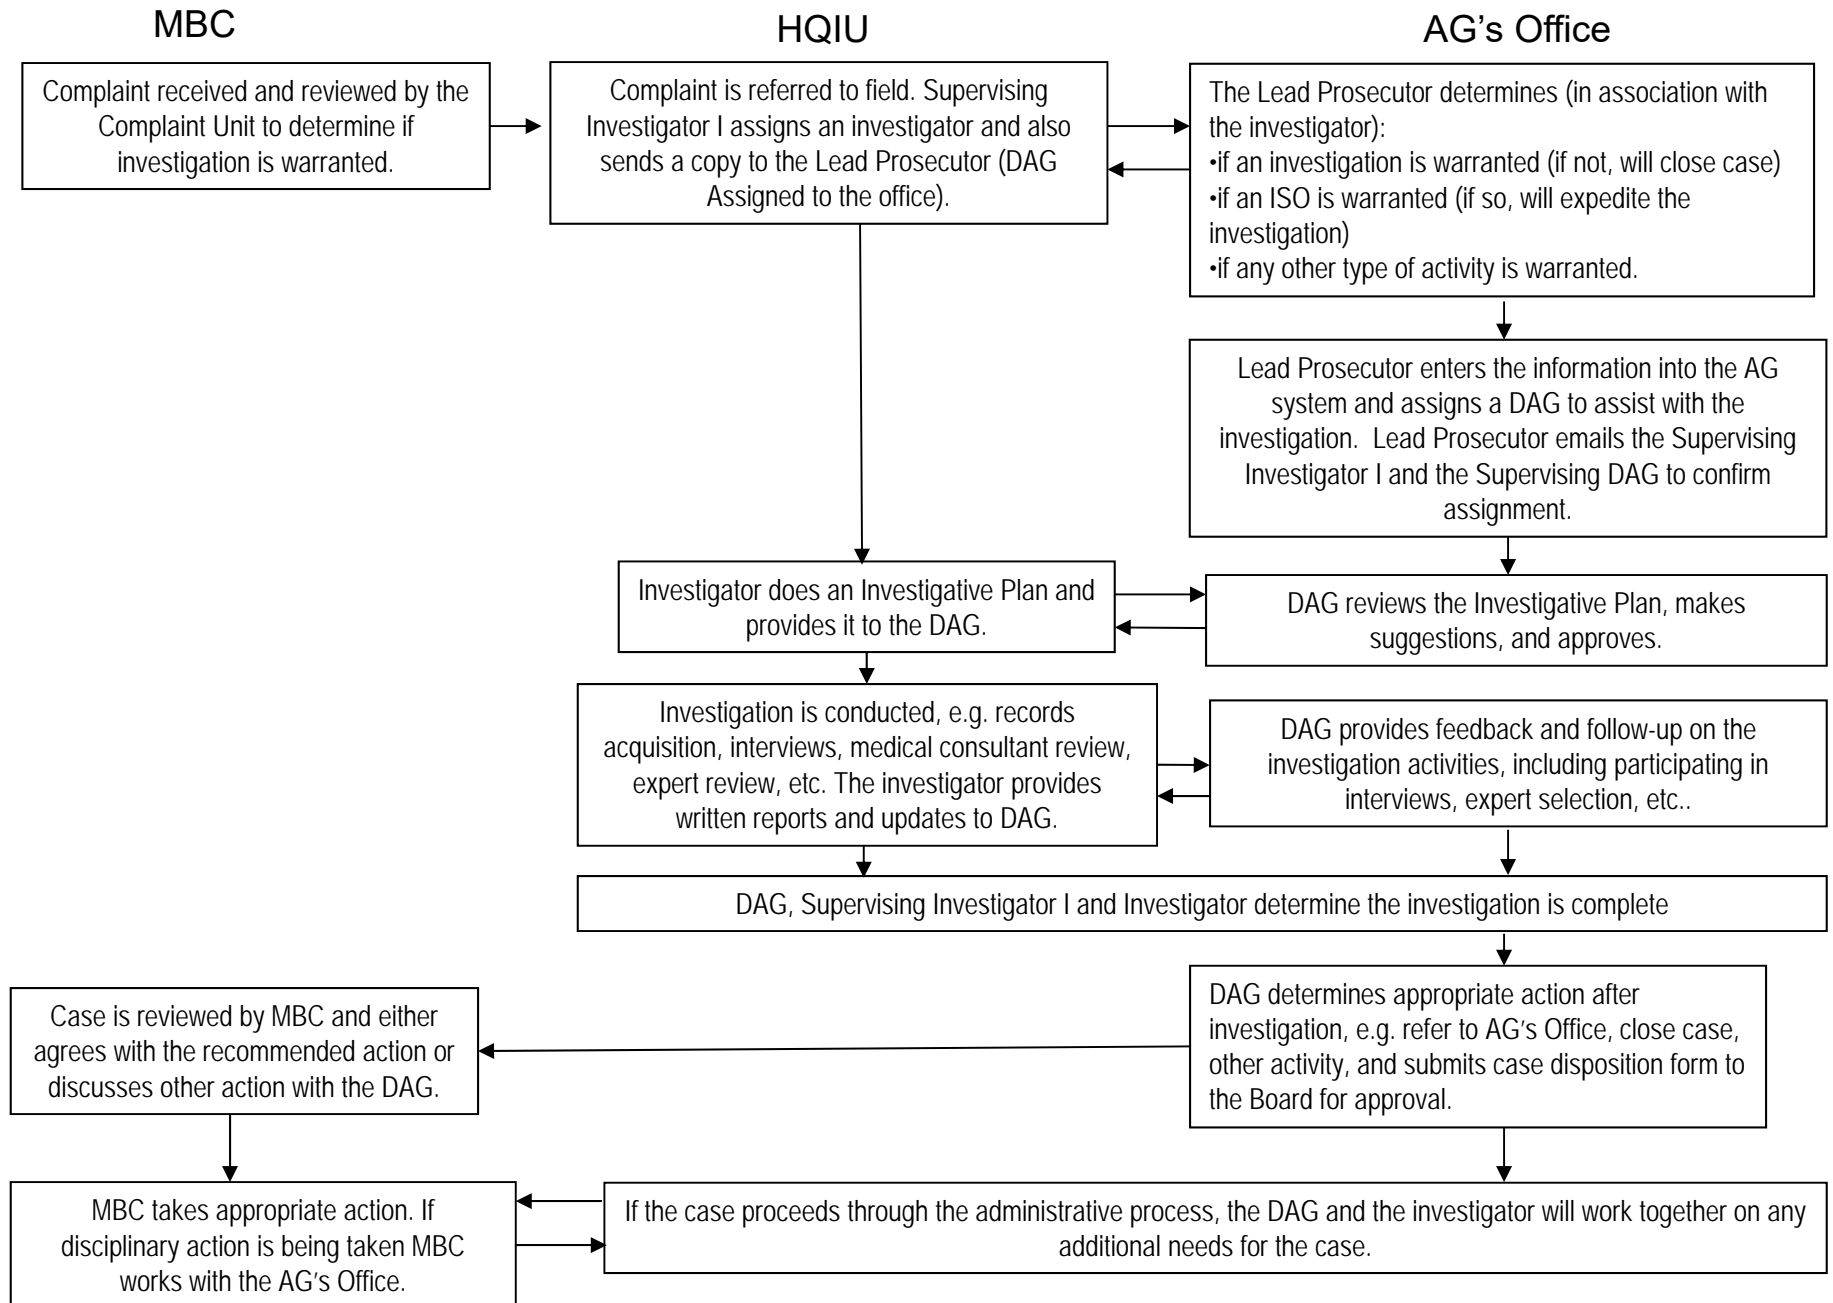 MBC
HQIU
AG's Office
Complaint received and reviewed by the
Complaint Unit to determine if
investigation is warranted.
Complaint is referred to field. Supervising
Investigator I assigns an investigator and also
sends a copy to the Lead Prosecutor (DAG
Assigned to the office).
The Lead Prosecutor determines (in association with
the investigator):
•if an investigation is warranted (if not, will close case)
•if an ISO is warranted (if so, will expedite the
investigation)
•if any other type of activity is warranted.
Lead Prosecutor enters the information into the AG
system and assigns a DAG to assist with the
investigation.  Lead Prosecutor emails the Supervising
Investigator I and the Supervising DAG to confirm
assignment.
Investigator does an Investigative Plan and
provides it to the DAG.
DAG reviews the Investigative Plan, makes
suggestions, and approves.
Investigation is conducted, e.g. records
acquisition, interviews, medical consultant review,
expert review, etc. The investigator provides
written reports and updates to DAG.
DAG provides feedback and follow-up on the
investigation activities, including participating in
interviews, expert selection, etc..
DAG, Supervising Investigator I and Investigator determine the investigation is complete
DAG determines appropriate action after
investigation, e.g. refer to AG's Office, close case,
other activity, and submits case disposition form to
the Board for approval.
Case is reviewed by MBC and either
agrees with the recommended action or
discusses other action with the DAG.
MBC takes appropriate action. If
disciplinary action is being taken MBC
works with the AG's Office.
If the case proceeds through the administrative process, the DAG and the investigator will work together on any
additional needs for the case.